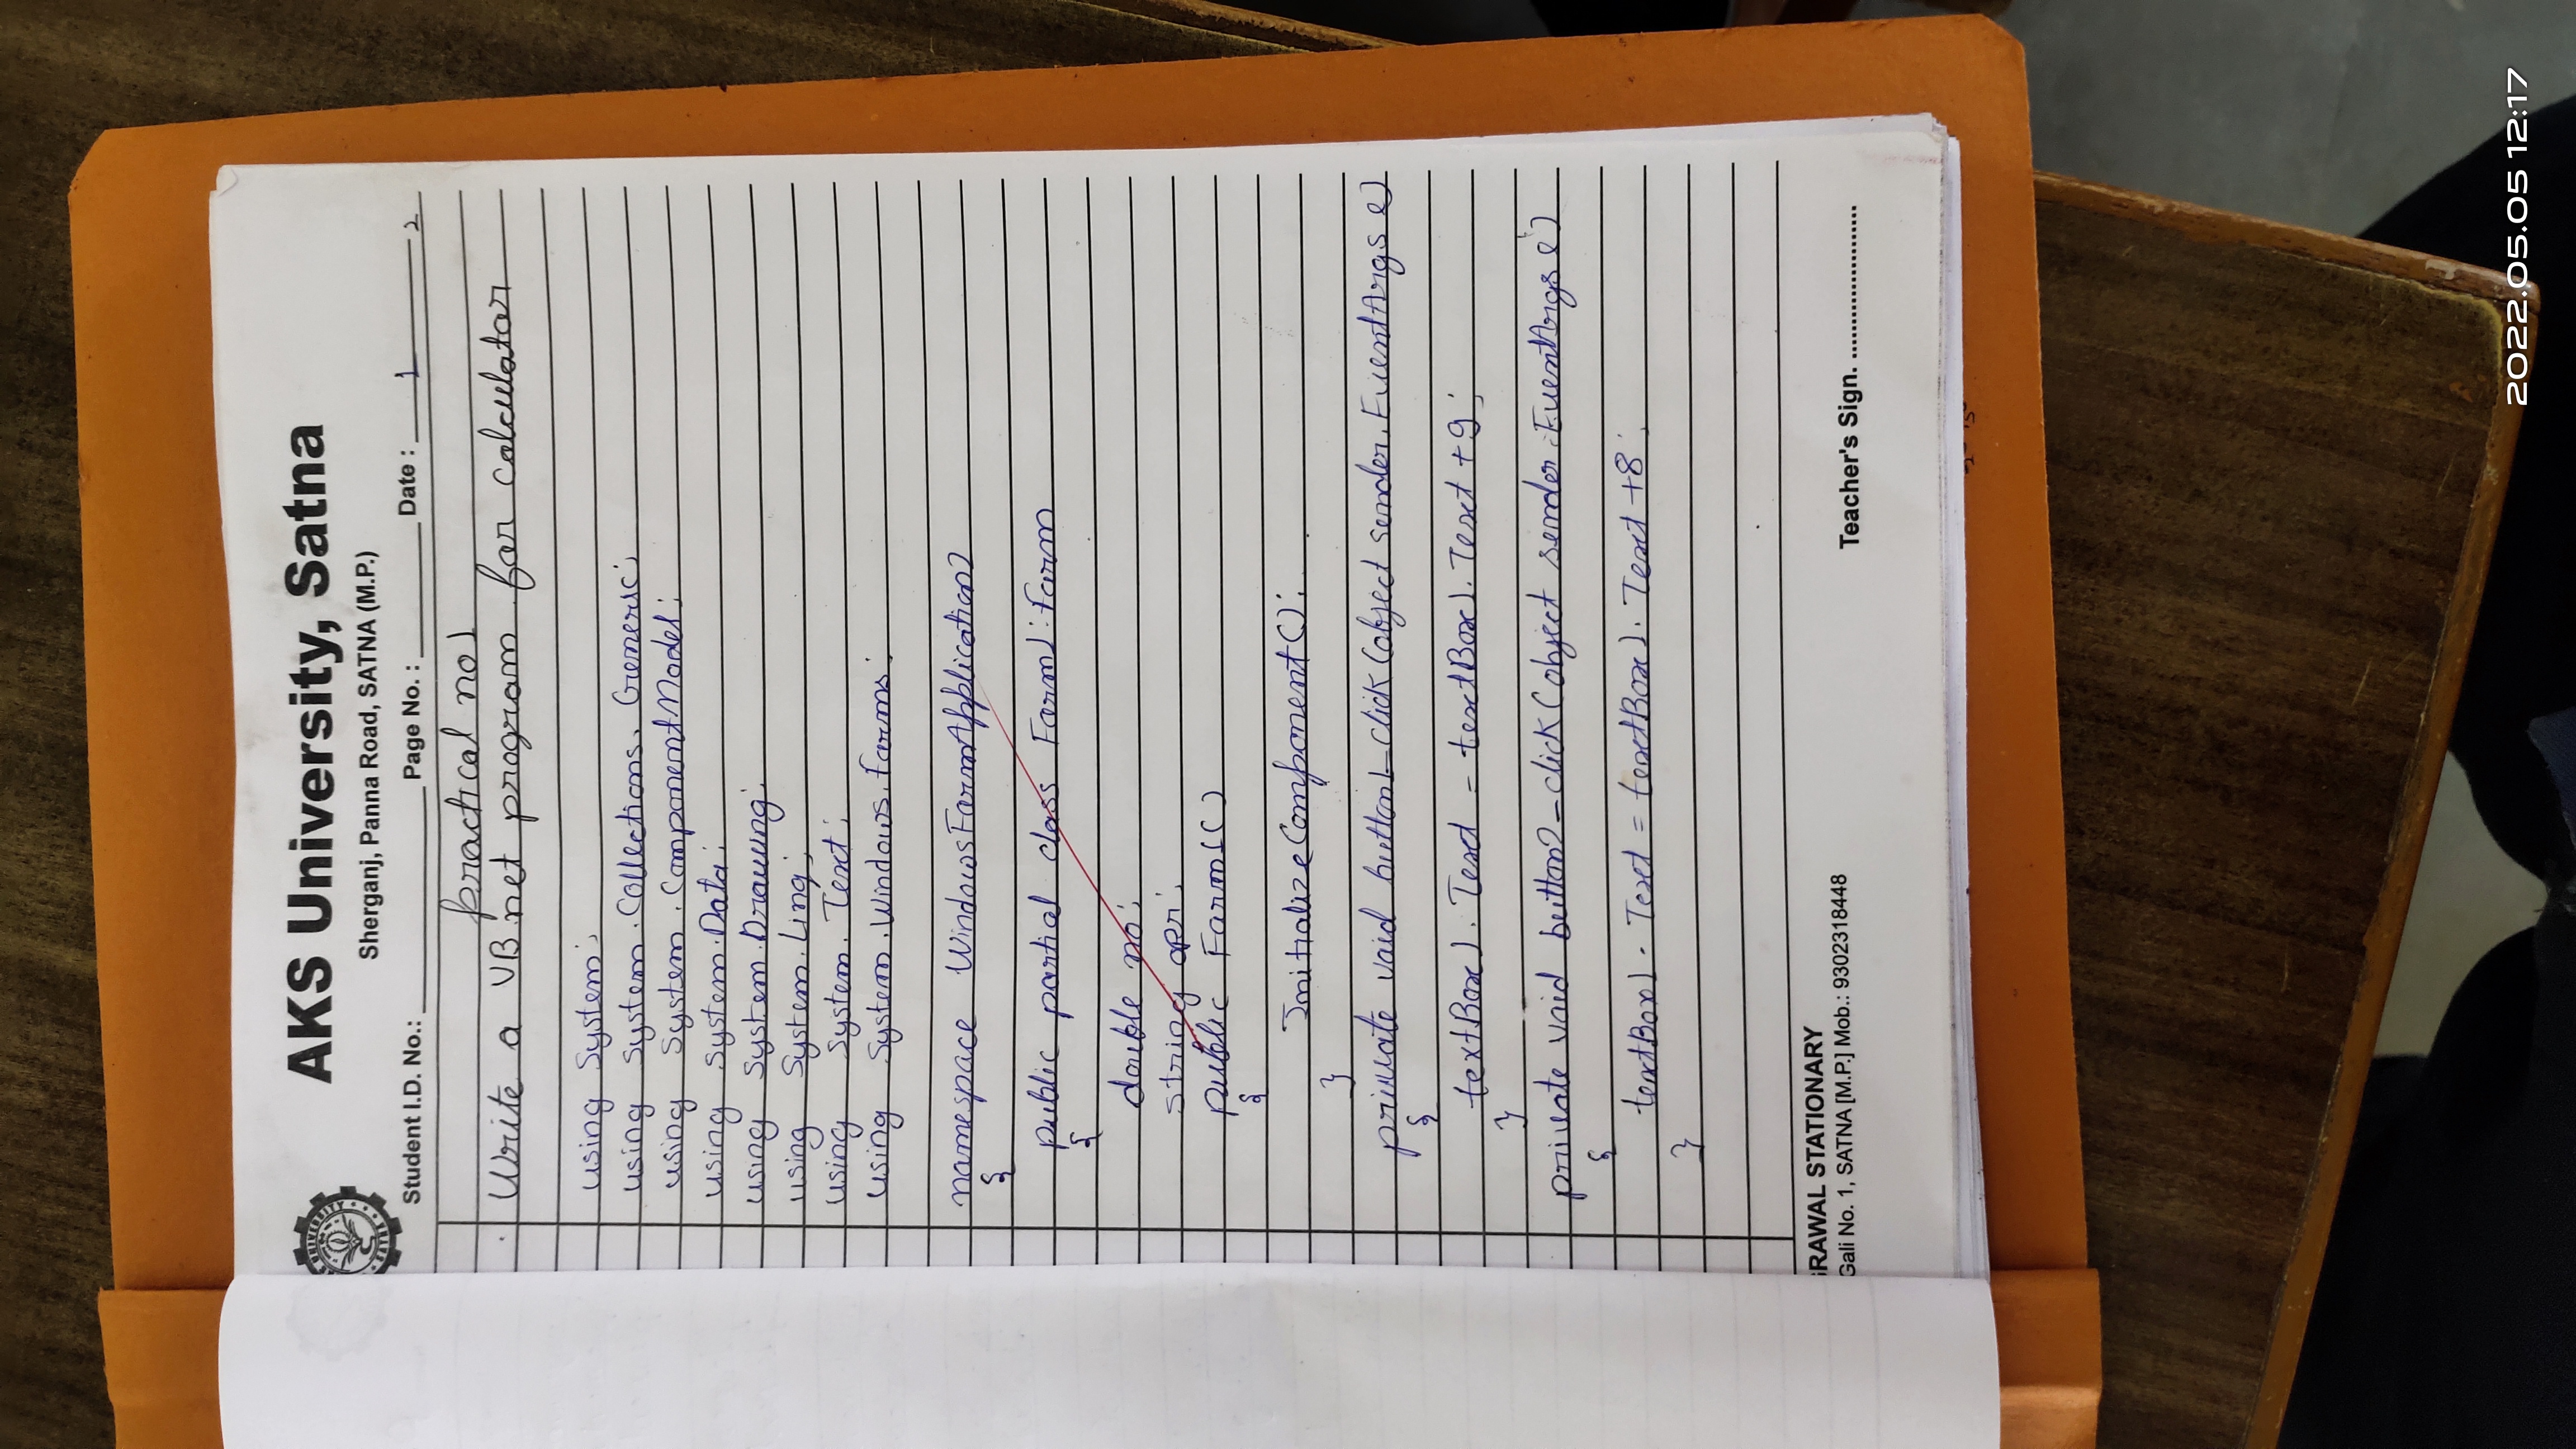 AKS University, Satna
Sherganj, Panna Road, SATNA (M.P.)
Student I.D. No.: Page No. : Date : 1 2
practical no 1
Write a VB.net program for calculator
using System;
using System.Collections.Generic;
using System.ComponentModel;
using System.Data;
using System.Drawing;
using System.Linq;
using System.Text;
using System.Windows.Forms;
namespace WindowsFormApplication2
{
public partial class Form1:form
{
double no;
string opr;
public Form1()
{
InitializeComponent();
}
private void button1_click(object sender,EventArgs e)
{
textBox1.Text = textBox1.Text +9;
}
private void button2_click(object sender,EventArgs e)
{
textBox1.Text = textBox1.Text +8;
}
RAWAL STATIONARY
Gali No. 1, SATNA [M.P.] Mob.: 9302318448
Teacher's Sign. ......................
2022.05.05 12:17